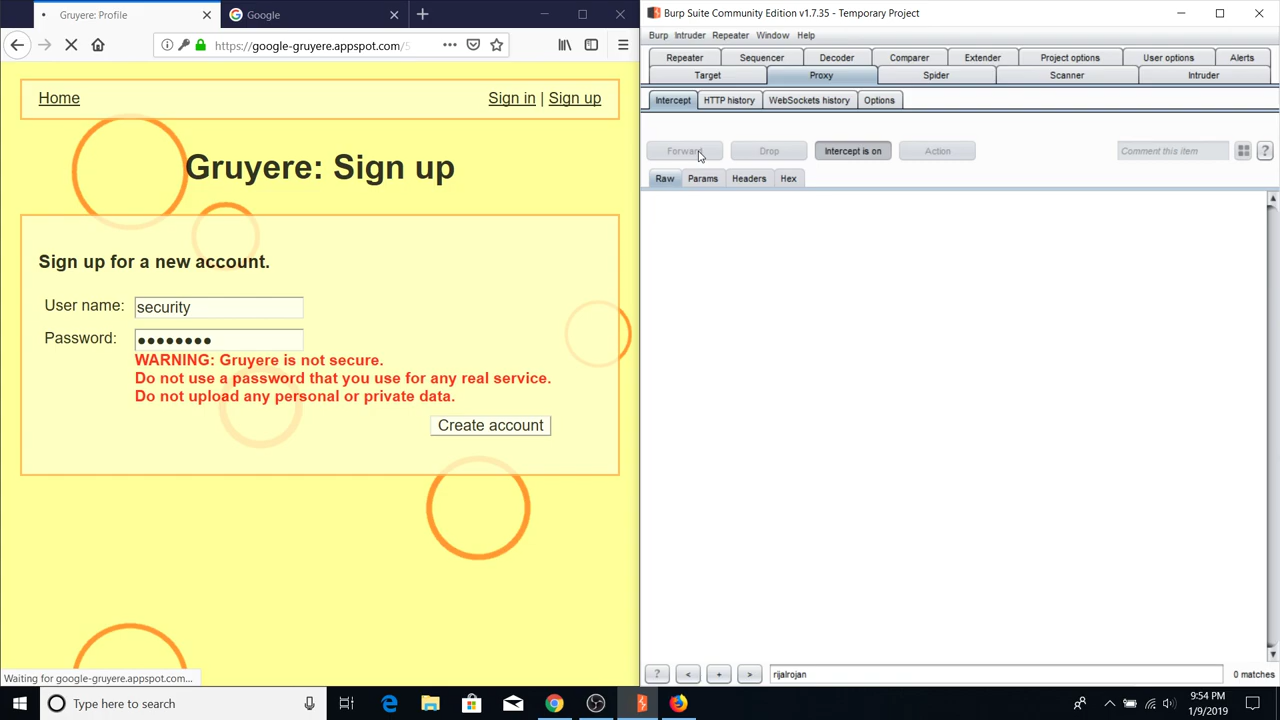 Gruyere: Profile
Google
https://google-gruyere.appspot.com/5
Home
Sign in | Sign up
Gruyere: Sign up
Sign up for a new account.
User name: security
Password: ●●●●●●●●
WARNING: Gruyere is not secure.
Do not use a password that you use for any real service.
Do not upload any personal or private data.
Create account
Waiting for google-gruyere.appspot.com...
Burp Suite Community Edition v1.7.35 - Temporary Project
Burp Intruder Repeater Window Help
Repeater Sequencer Decoder Comparer Extender Project options User options Alerts
Target Proxy Spider Scanner Intruder
Intercept HTTP history WebSockets history Options
Forward Drop Intercept is on Action Comment this item ?
Raw Params Headers Hex
? < + > rijalrojan 0 matches
Type here to search
9:54 PM
1/9/2019